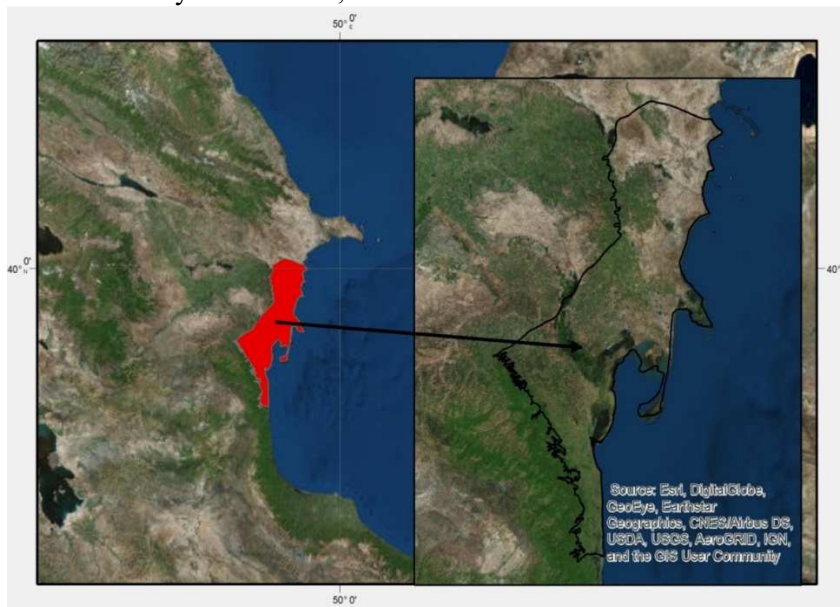 50° 0'
E
40° 0'
N
40°
Source: Esri, DigitalGlobe,
GeoEye, Earthstar
Geographics, CNES/Airbus DS,
USDA, USGS, AeroGRID, IGN,
and the GIS User Community
50° 0'